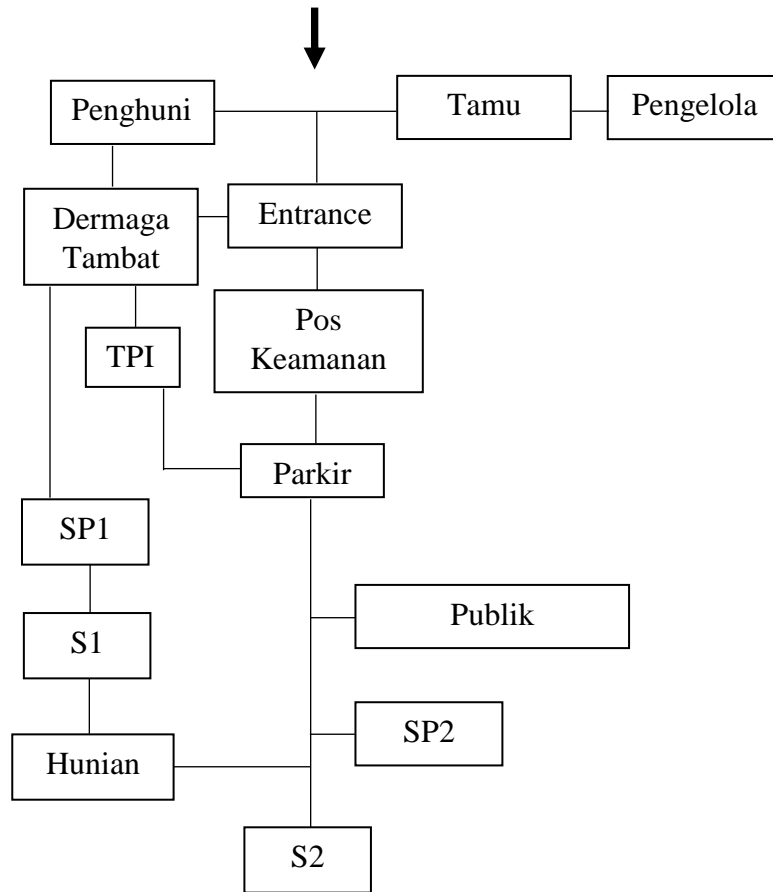 Penghuni
Tamu
Pengelola
Dermaga
Tambat
Entrance
Pos
Keamanan
TPI
Parkir
SP1
Publik
S1
SP2
Hunian
S2